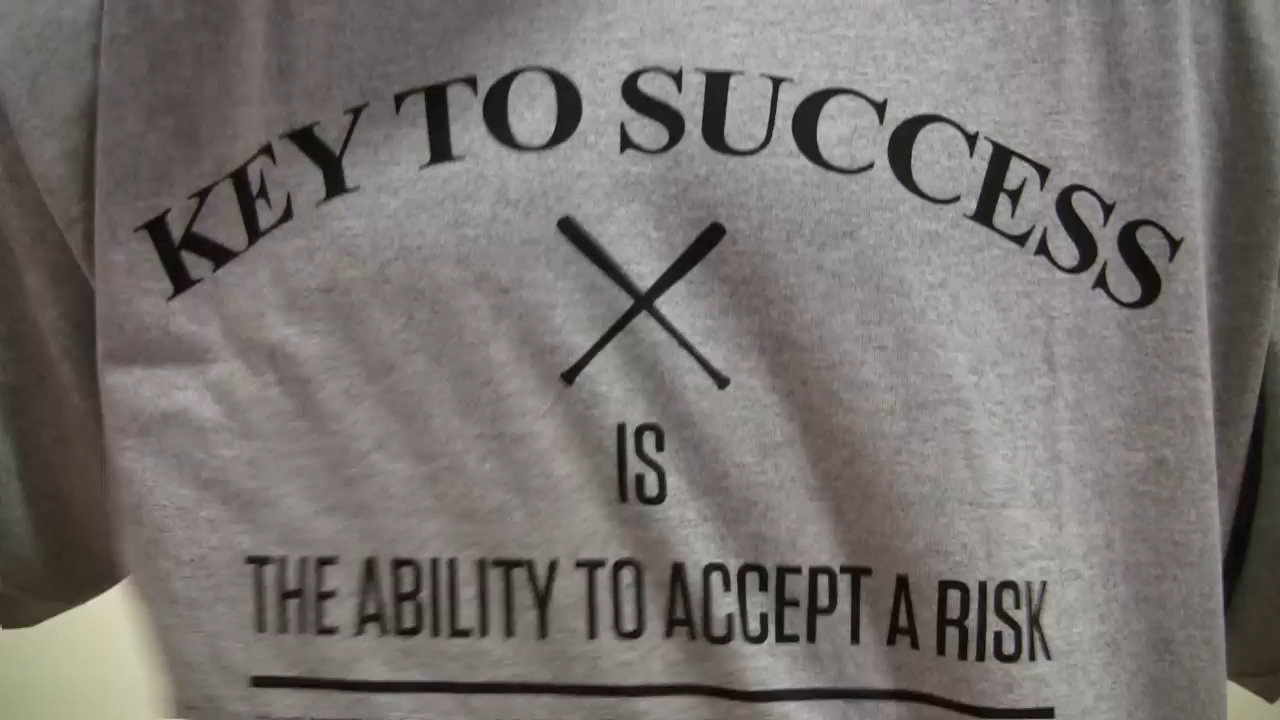 KEY TO SUCCESS
IS
THE ABILITY TO ACCEPT A RISK